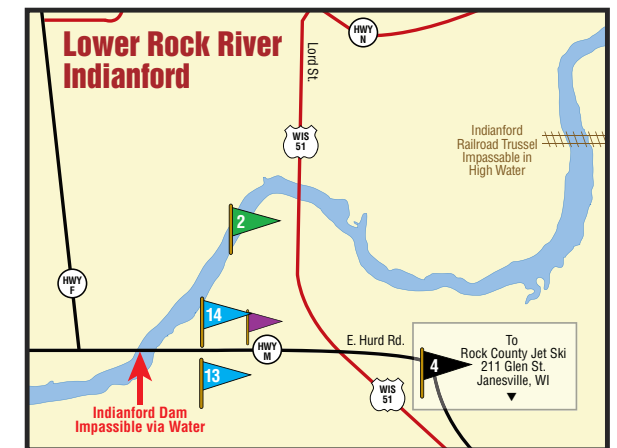 Lower Rock River
Indianford
HWY
N
Lord St.
WIS
51
Indianford
Railroad Trussel
Impassable in
High Water
2
HWY
F
14
HWY
M
E. Hurd Rd.
To
Rock County Jet Ski
211 Glen St.
Janesville, WI
4
13
WIS
51
Indianford Dam
Impassible via Water